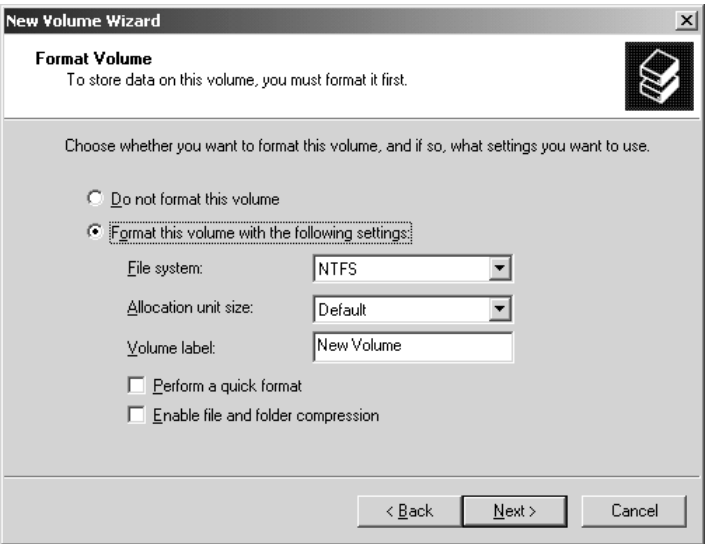 New Volume Wizard
Format Volume
To store data on this volume, you must format it first.
Choose whether you want to format this volume, and if so, what settings you want to use.
Do not format this volume
Format this volume with the following settings:
File system: NTFS
Allocation unit size: Default
Volume label: New Volume
Perform a quick format
Enable file and folder compression
< Back Next > Cancel